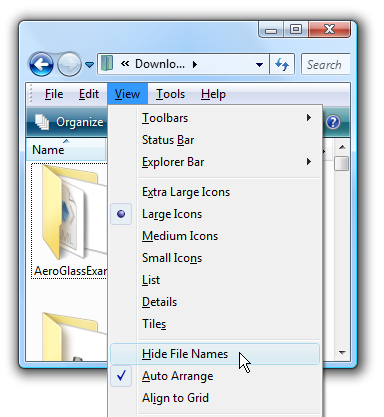 « Downlo...
Search
File Edit View Tools Help
Organize
Name
Toolbars
Status Bar
Explorer Bar
Extra Large Icons
Large Icons
Medium Icons
Small Icons
List
Details
Tiles
AeroGlassExa
Hide File Names
Auto Arrange
Align to Grid